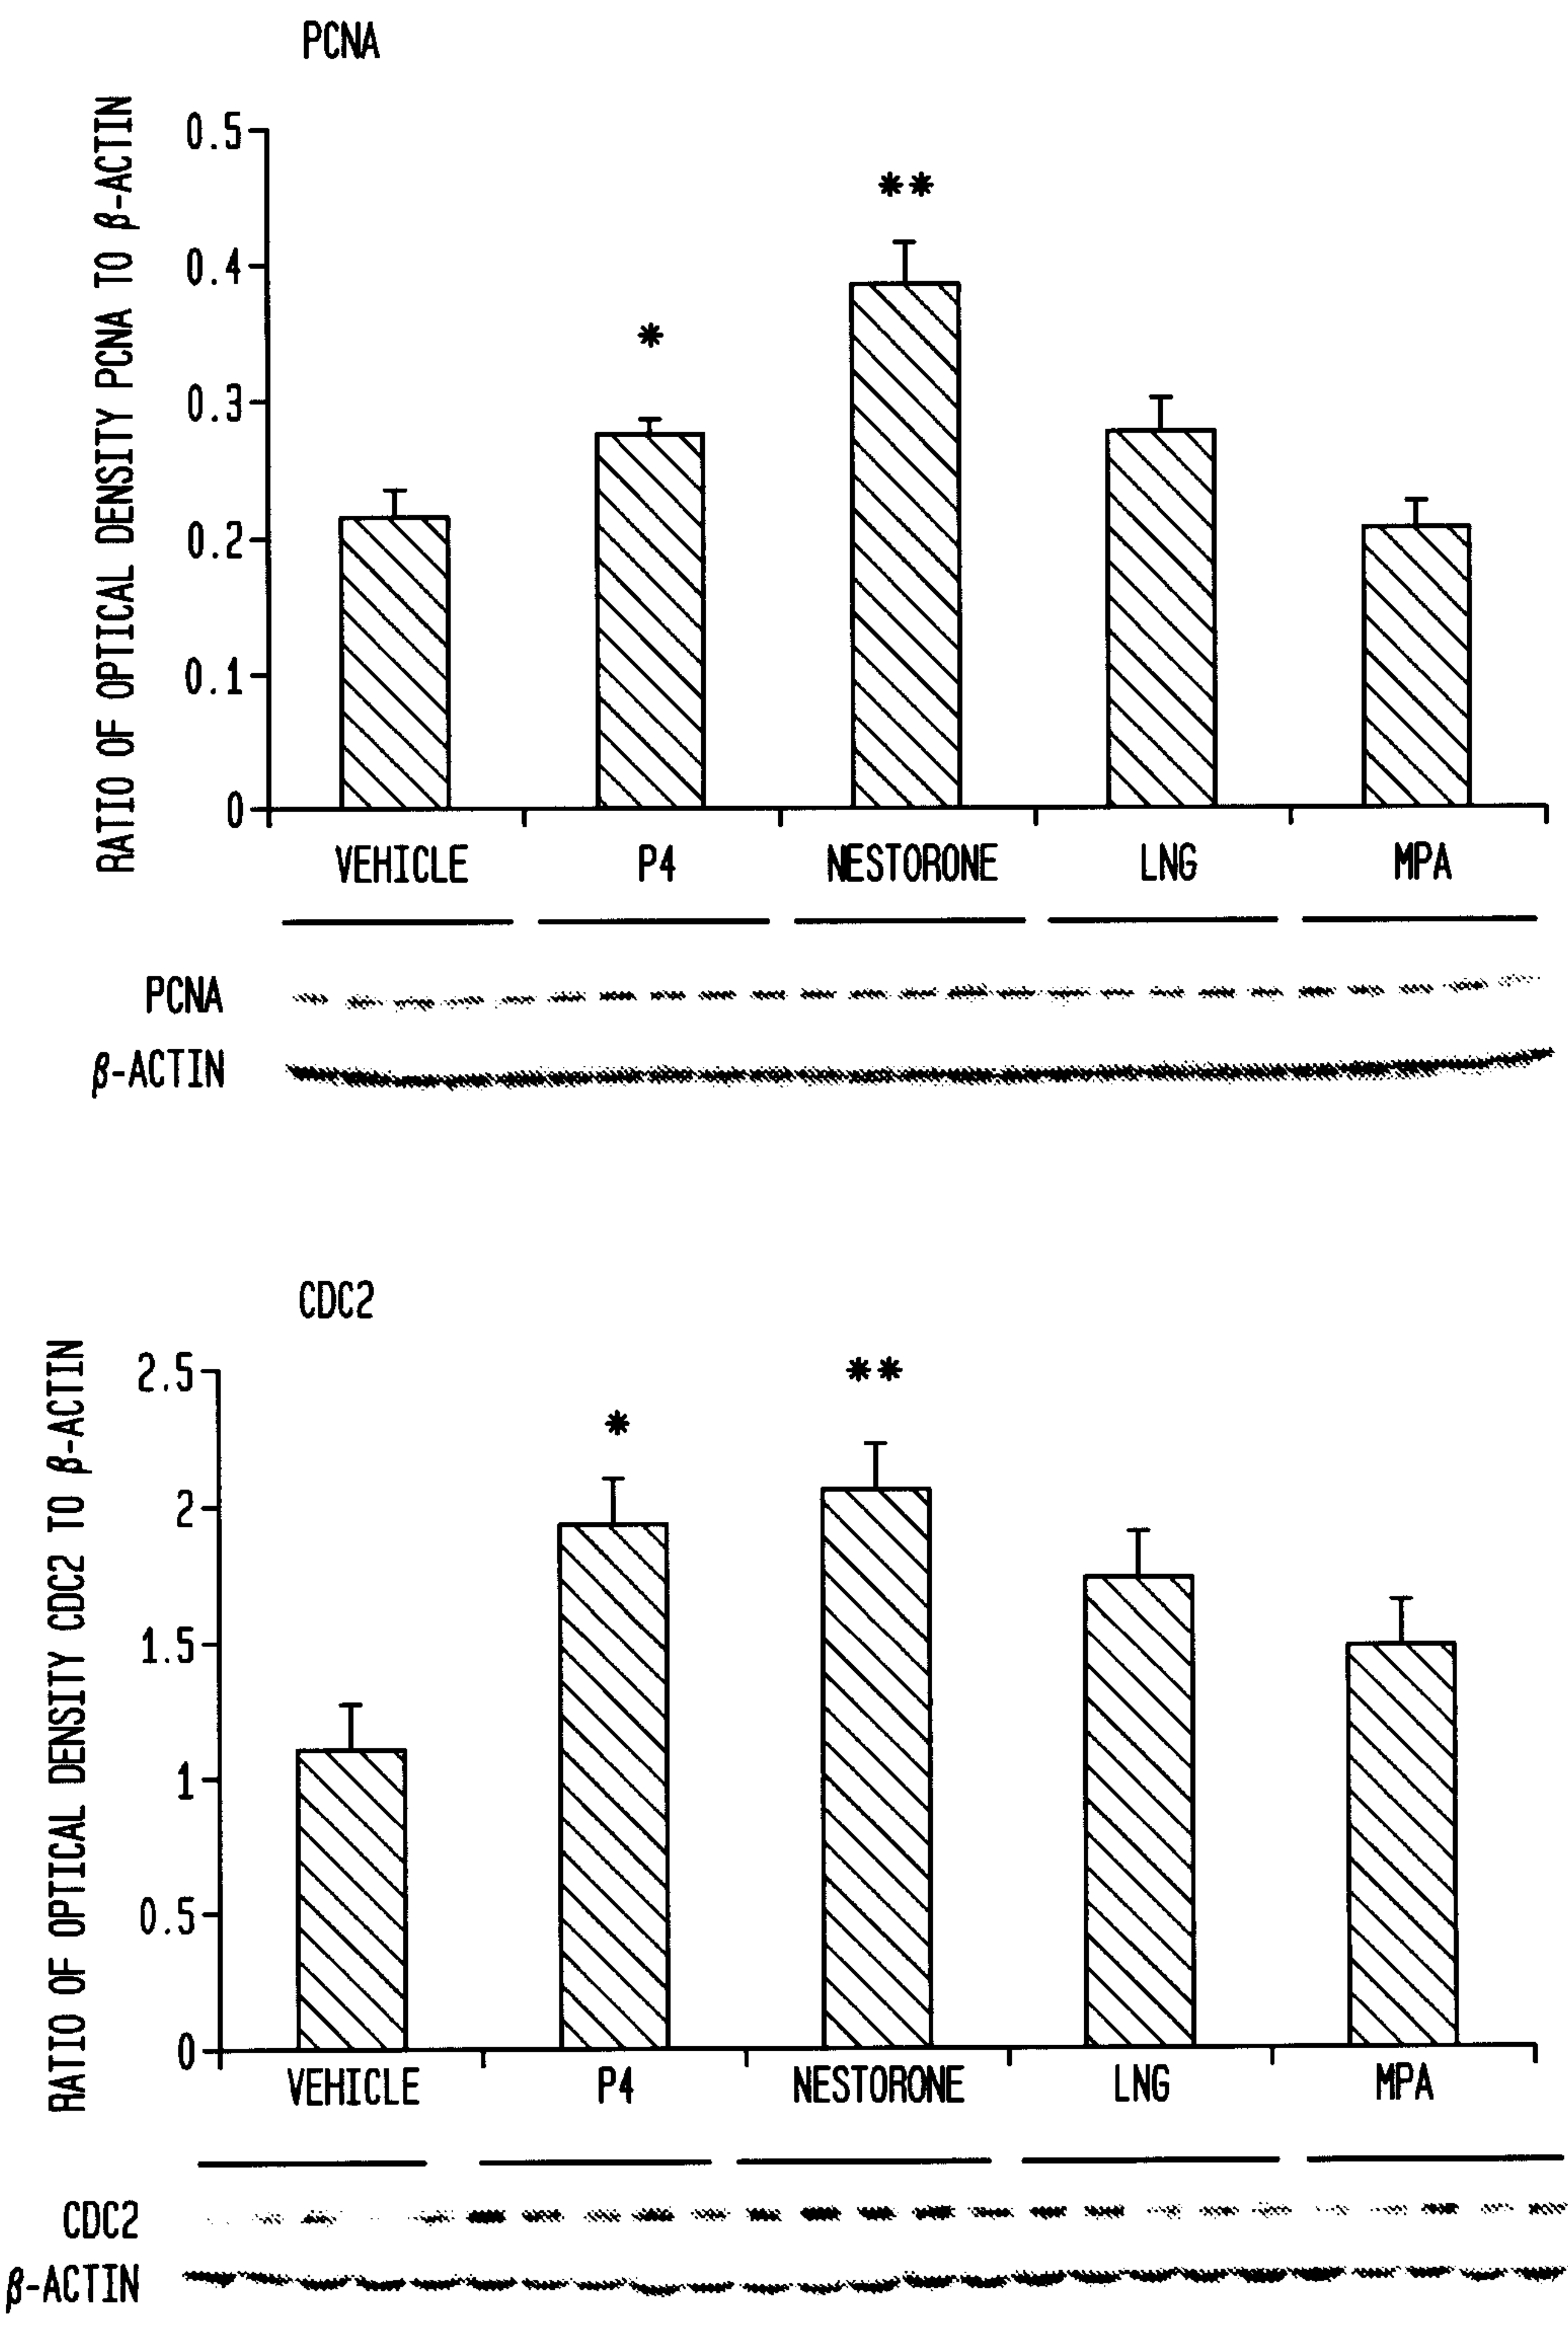 PCNA
RATIO OF OPTICAL DENSITY PCNA TO β-ACTIN
0.5
0.4
0.3
0.2
0.1
0
*
**
VEHICLE P4 NESTORONE LNG MPA
PCNA
β-ACTIN
CDC2
RATIO OF OPTICAL DENSITY CDC2 TO β-ACTIN
2.5
2
1.5
1
0.5
0
*
**
VEHICLE P4 NESTORONE LNG MPA
CDC2
β-ACTIN